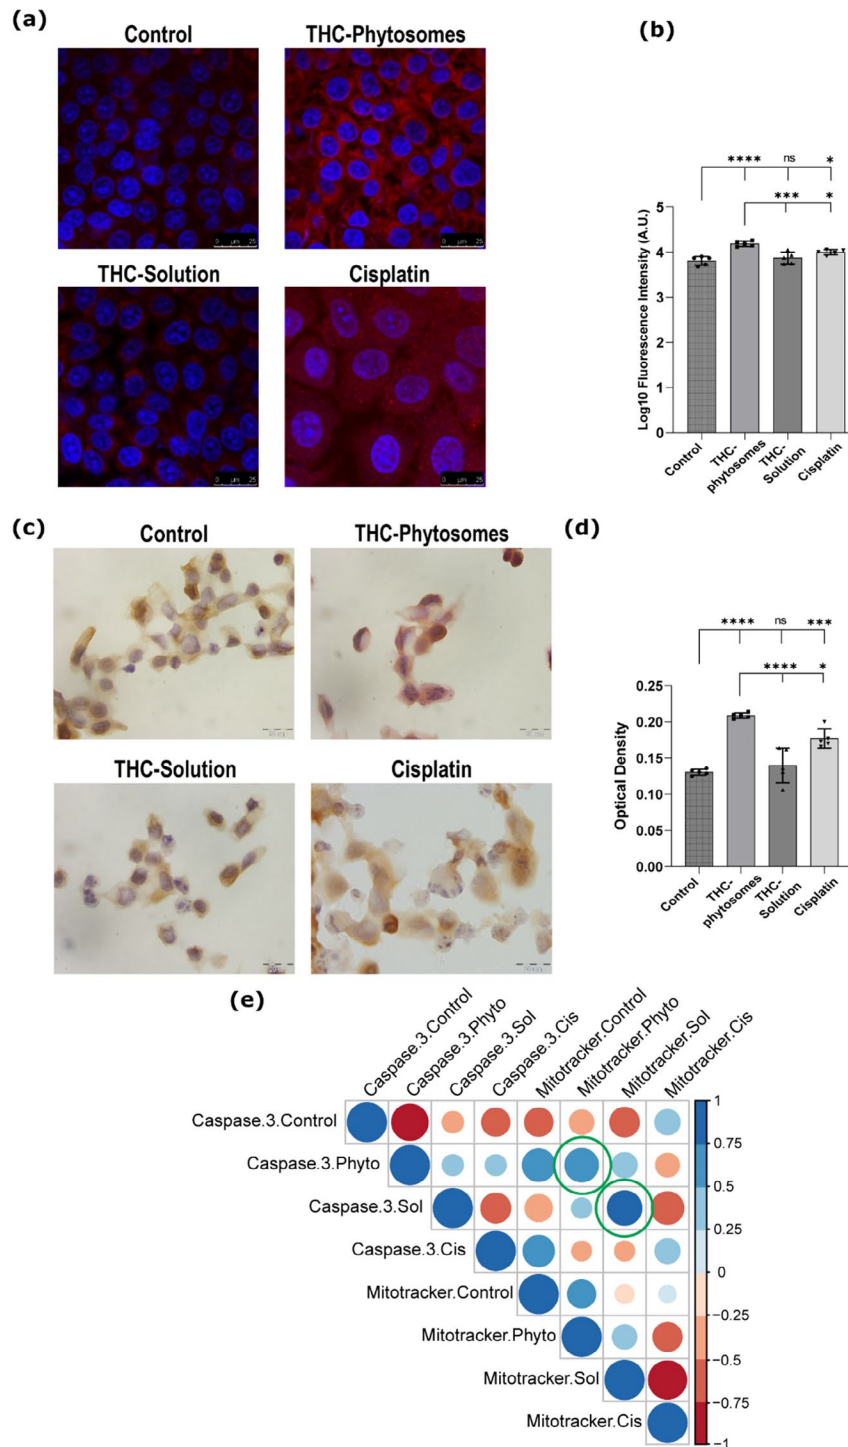 (a)
Control
THC-Phytosomes
0 µm 25
0 µm 25
THC-Solution
Cisplatin
0 µm 25
0 µm 25
(b)
**** ns *
*** *
Log10 Fluorescence Intensity (A.U.)
5
4
3
2
1
0
Control
THC-
phytosomes
THC-
Solution
Cisplatin
(c)
Control
THC-Phytosomes
THC-Solution
Cisplatin
(d)
**** ns ***
**** *
Optical Density
0.25
0.20
0.15
0.10
0.05
0.00
Control
THC-
phytosomes
THC-
Solution
Cisplatin
(e)
Caspase.3.Control
Caspase.3.Phyto
Caspase.3.Sol
Caspase.3.Cis
Mitotracker.Control
Mitotracker.Phyto
Mitotracker.Sol
Mitotracker.Cis
Caspase.3.Control
Caspase.3.Phyto
Caspase.3.Sol
Caspase.3.Cis
Mitotracker.Control
Mitotracker.Phyto
Mitotracker.Sol
Mitotracker.Cis
1
0.75
0.5
0.25
0
−0.25
−0.5
−0.75
−1